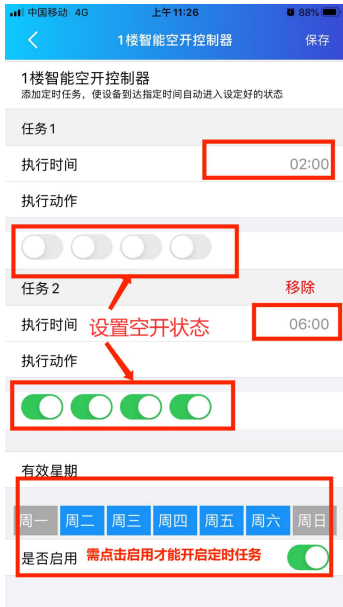 中国移动 4G 上午11:26 88%
1楼智能空开控制器 保存
1楼智能空开控制器
添加定时任务，使设备到达指定时间自动进入设定好的状态
任务1
执行时间 02:00
执行动作
任务2 移除
执行时间 设置空开状态 06:00
执行动作
有效星期
周一 周二 周三 周四 周五 周六 周日
是否启用 需点击启用才能开启定时任务